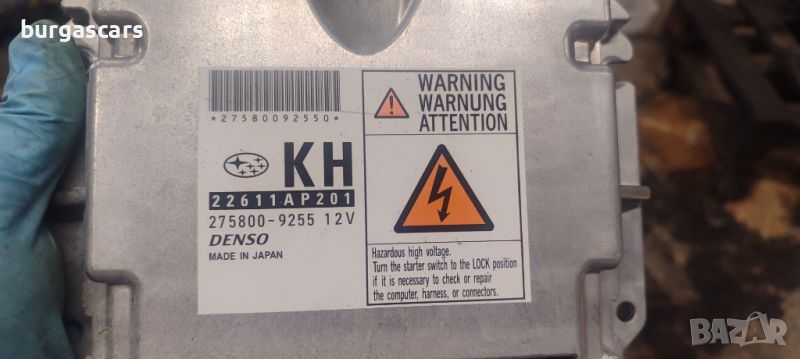 burgascars
*27580092550*
KH
22611AP201
275800-9255 12V
DENSO
MADE IN JAPAN
WARNING
WARNUNG
ATTENTION
Hazardous high voltage.
Turn the starter switch to the LOCK position
if it is necessary to check or repair
the computer, harness, or connectors.
BAZAR